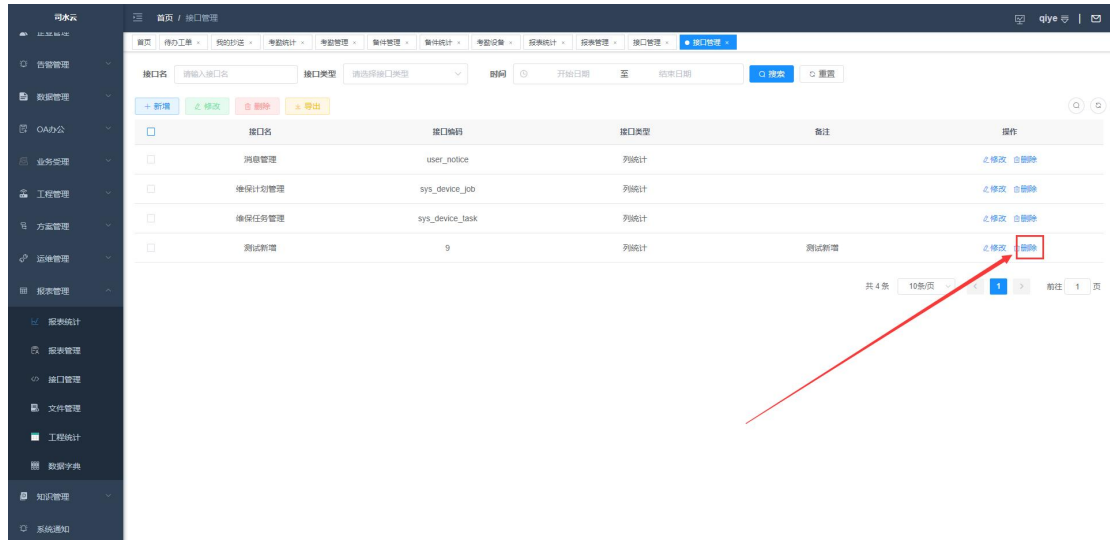 司水云
首页 / 接口管理
qiye
首页 待办工单 × 我的抄送 × 考勤统计 × 考勤管理 × 备件管理 × 备件统计 × 考勤设备 × 报表统计 × 报表管理 × 接口管理 × ● 接口管理 ×
接口名 请输入接口名 接口类型 请选择接口类型 时间 开始日期 至 结束日期 搜索 重置
+ 新增 修改 删除 导出
接口名 接口编码 接口类型 备注 操作
消息管理 user_notice 列统计 修改 删除
维保计划管理 sys_device_job 列统计 修改 删除
维保任务管理 sys_device_task 列统计 修改 删除
测试新增 9 列统计 测试新增 修改 删除
共 4 条 10条/页 < 1 > 前往 1 页
告警管理
数据管理
OA办公
业务受理
工程管理
方案管理
运维管理
报表管理
报表统计
报表管理
接口管理
文件管理
工程统计
数据字典
知识管理
系统通知